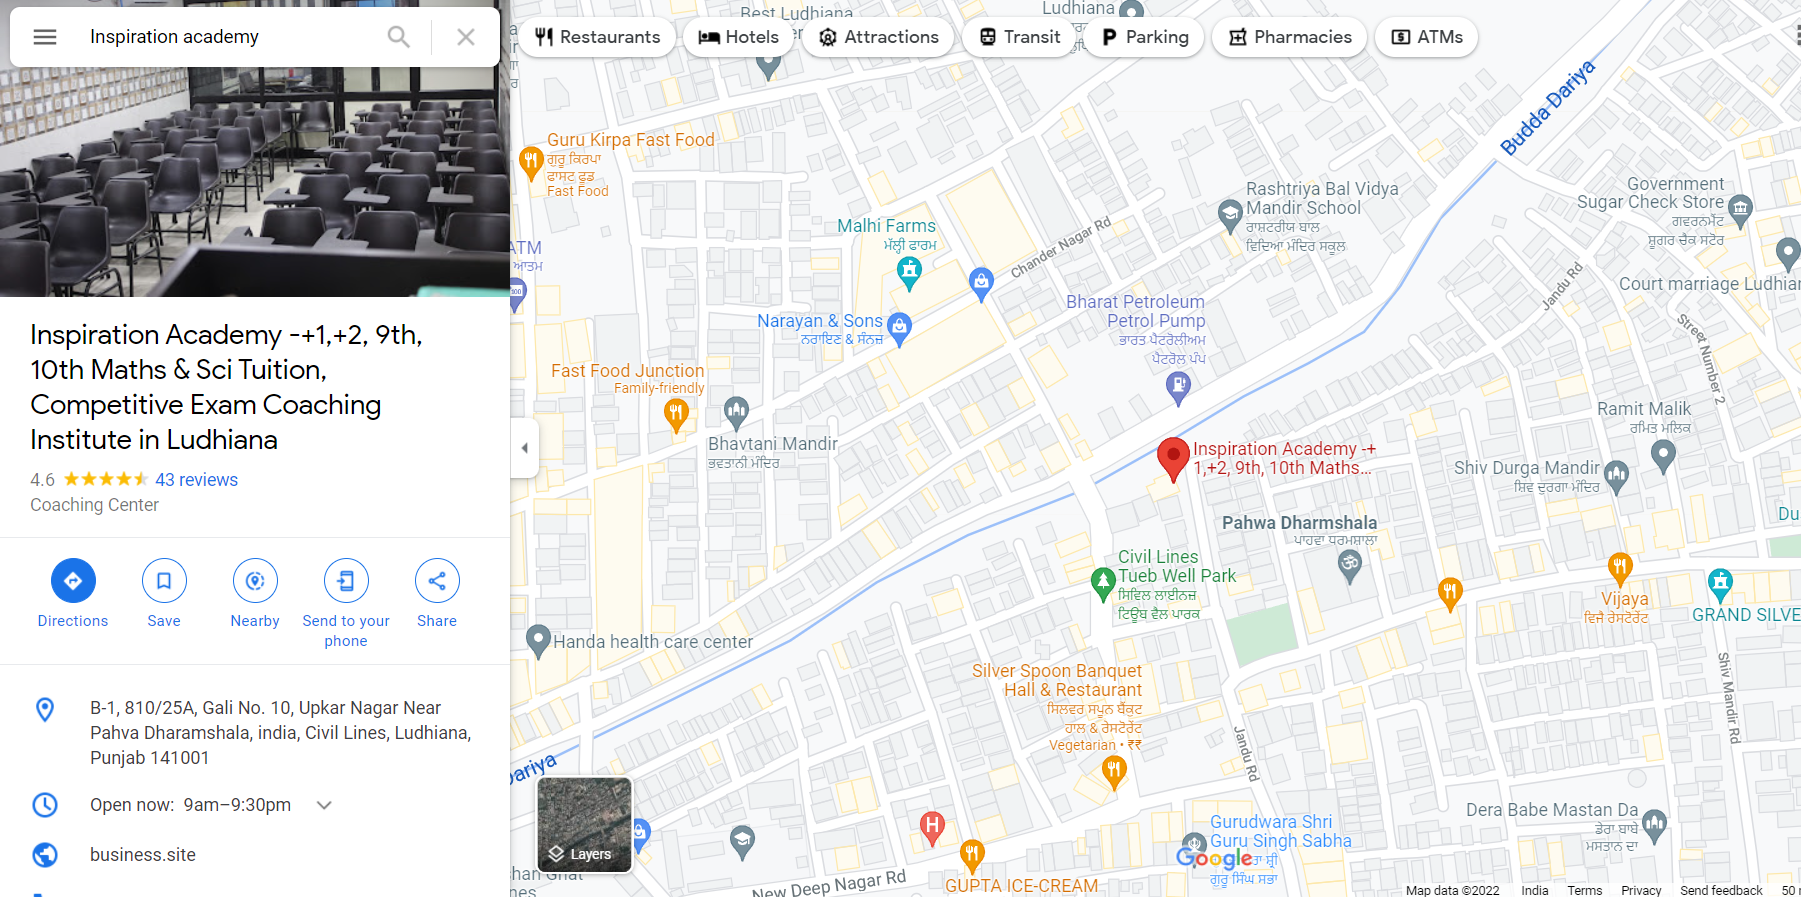 Inspiration academy
Restaurants
Hotels
Attractions
Transit
Parking
Pharmacies
ATMs
Inspiration Academy -+1,+2, 9th,
10th Maths & Sci Tuition,
Competitive Exam Coaching
Institute in Ludhiana
4.6
43 reviews
Coaching Center
Directions
Save
Nearby
Send to your
phone
Share
B-1, 810/25A, Gali No. 10, Upkar Nagar Near
Pahva Dharamshala, india, Civil Lines, Ludhiana,
Punjab 141001
Open now: 9am–9:30pm
business.site
Best Ludhiana
Ludhiana
Guru Kirpa Fast Food
ਗੁਰੂ ਕਿਰਪਾ
ਫਾਸਟ ਫੂਡ
Fast Food
ATM
Malhi Farms
ਮੱਲ੍ਹੀ ਫਾਰਮ
Chander Nagar Rd
Rashtriya Bal Vidya
Mandir School
ਰਾਸ਼ਟਰੀਯ ਬਾਲ
ਵਿਦਿਆ ਮੰਦਿਰ ਸਕੂਲ
Budda Dariya
Government
Sugar Check Store
ਗਵਰਨਮੈਂਟ
ਸ਼ੂਗਰ ਚੈਕ ਸਟੋਰ
Jandu Rd
Court marriage Ludhian
Street Number 2
Bharat Petroleum
Petrol Pump
ਭਾਰਤ ਪੈਟਰੋਲੀਅਮ
ਪੈਟਰੋਲ ਪੰਪ
Narayan & Sons
ਨਰਾਇਣ & ਸੰਨਜ਼
Fast Food Junction
Family-friendly
Bhavtani Mandir
ਭਵਤਾਨੀ ਮੰਦਿਰ
Inspiration Academy -+
1,+2, 9th, 10th Maths...
Ramit Malik
ਰਮਿਤ ਮਲਿਕ
Shiv Durga Mandir
ਸ਼ਿਵ ਦੁਰਗਾ ਮੰਦਿਰ
Pahwa Dharmshala
ਪਾਹਵਾ ਧਰਮਸ਼ਾਲਾ
Du
Civil Lines
Tueb Well Park
ਸਿਵਿਲ ਲਾਈਨਜ਼
ਟਿਊਬ ਵੈਲ ਪਾਰਕ
Vijaya
ਵਿਜੈ ਰੇਸਟੋਰੇਂਟ
GRAND SILVE
Handa health care center
Silver Spoon Banquet
Hall & Restaurant
ਸਿਲਵਰ ਸਪੂਨ ਬੈਂਕੁਟ
ਹਾਲ & ਰੇਸਟੋਰੇਂਟ
Vegetarian • ₹₹
Shiv Mandir Rd
Jandu Rd
Dariya
Layers
Dera Babe Mastan Da
ਡੇਰਾ ਬਾਬੇ
ਮਸਤਾਨ ਦਾ
Gurudwara Shri
Guru Singh Sabha
ਗੁਰੂ ਸਿੰਘ ਸਭਾ
Google
New Deep Nagar Rd
GUPTA ICE-CREAM
Map data ©2022
India
Terms
Privacy
Send feedback